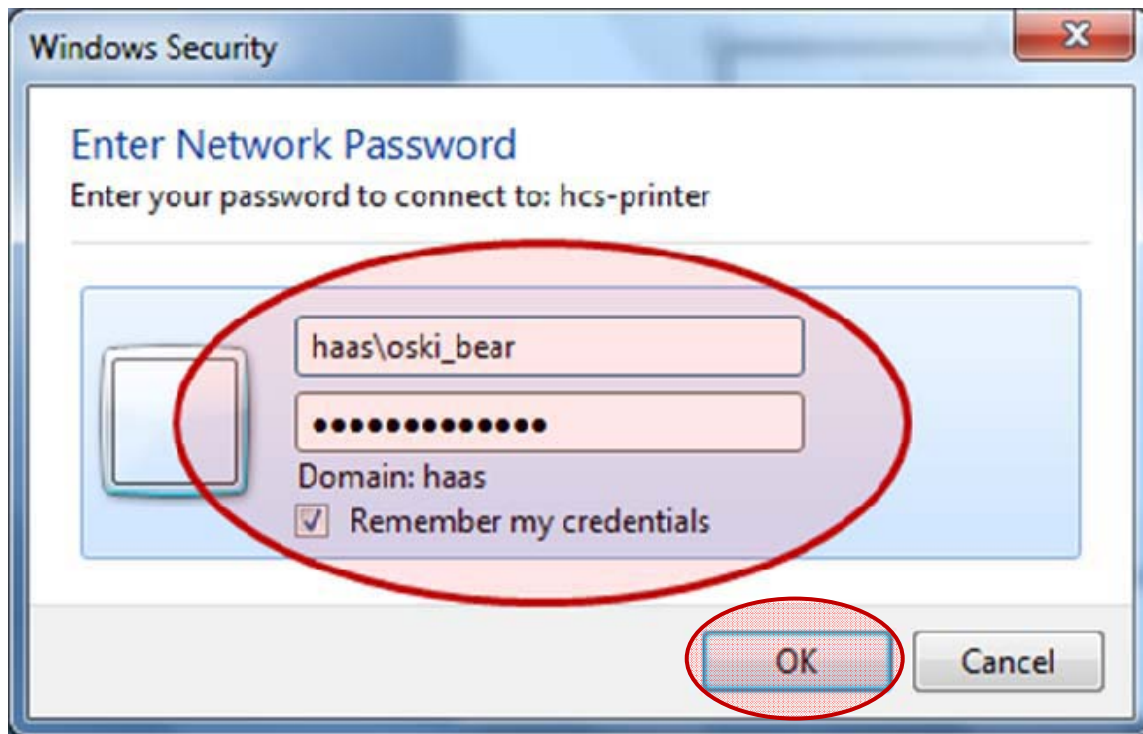 Windows Security
Enter Network Password
Enter your password to connect to: hcs-printer
haas\oski_bear
•••••••••••••
Domain: haas
Remember my credentials
OK
Cancel